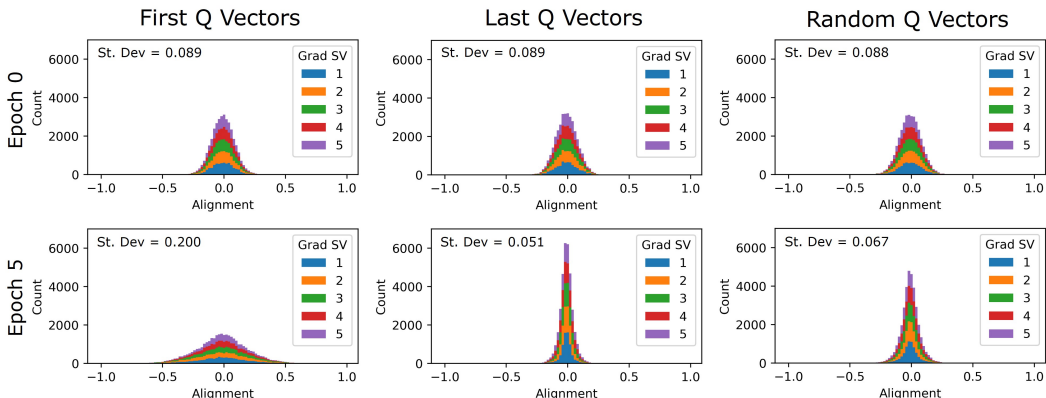 First Q Vectors
Last Q Vectors
Random Q Vectors
Epoch 0
Count
6000
4000
2000
0
St. Dev = 0.089
Grad SV
1
2
3
4
5
−1.0 −0.5 0.0 0.5 1.0
Alignment
Count
6000
4000
2000
0
St. Dev = 0.089
Grad SV
1
2
3
4
5
−1.0 −0.5 0.0 0.5 1.0
Alignment
Count
6000
4000
2000
0
St. Dev = 0.088
Grad SV
1
2
3
4
5
−1.0 −0.5 0.0 0.5 1.0
Alignment
Epoch 5
Count
6000
4000
2000
0
St. Dev = 0.200
Grad SV
1
2
3
4
5
−1.0 −0.5 0.0 0.5 1.0
Alignment
Count
6000
4000
2000
0
St. Dev = 0.051
Grad SV
1
2
3
4
5
−1.0 −0.5 0.0 0.5 1.0
Alignment
Count
6000
4000
2000
0
St. Dev = 0.067
Grad SV
1
2
3
4
5
−1.0 −0.5 0.0 0.5 1.0
Alignment